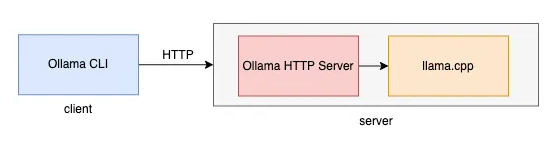 Ollama CLI
HTTP
Ollama HTTP Server
llama.cpp
client
server